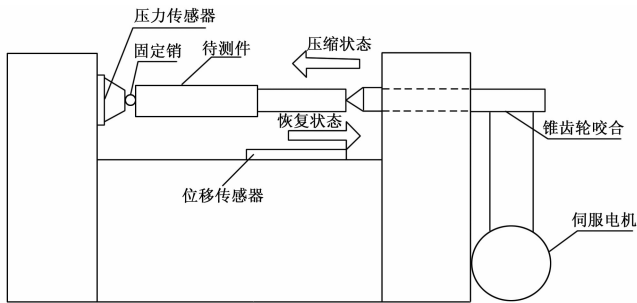 压力传感器
固定销
待测件
压缩状态
恢复状态
锥齿轮咬合
位移传感器
伺服电机